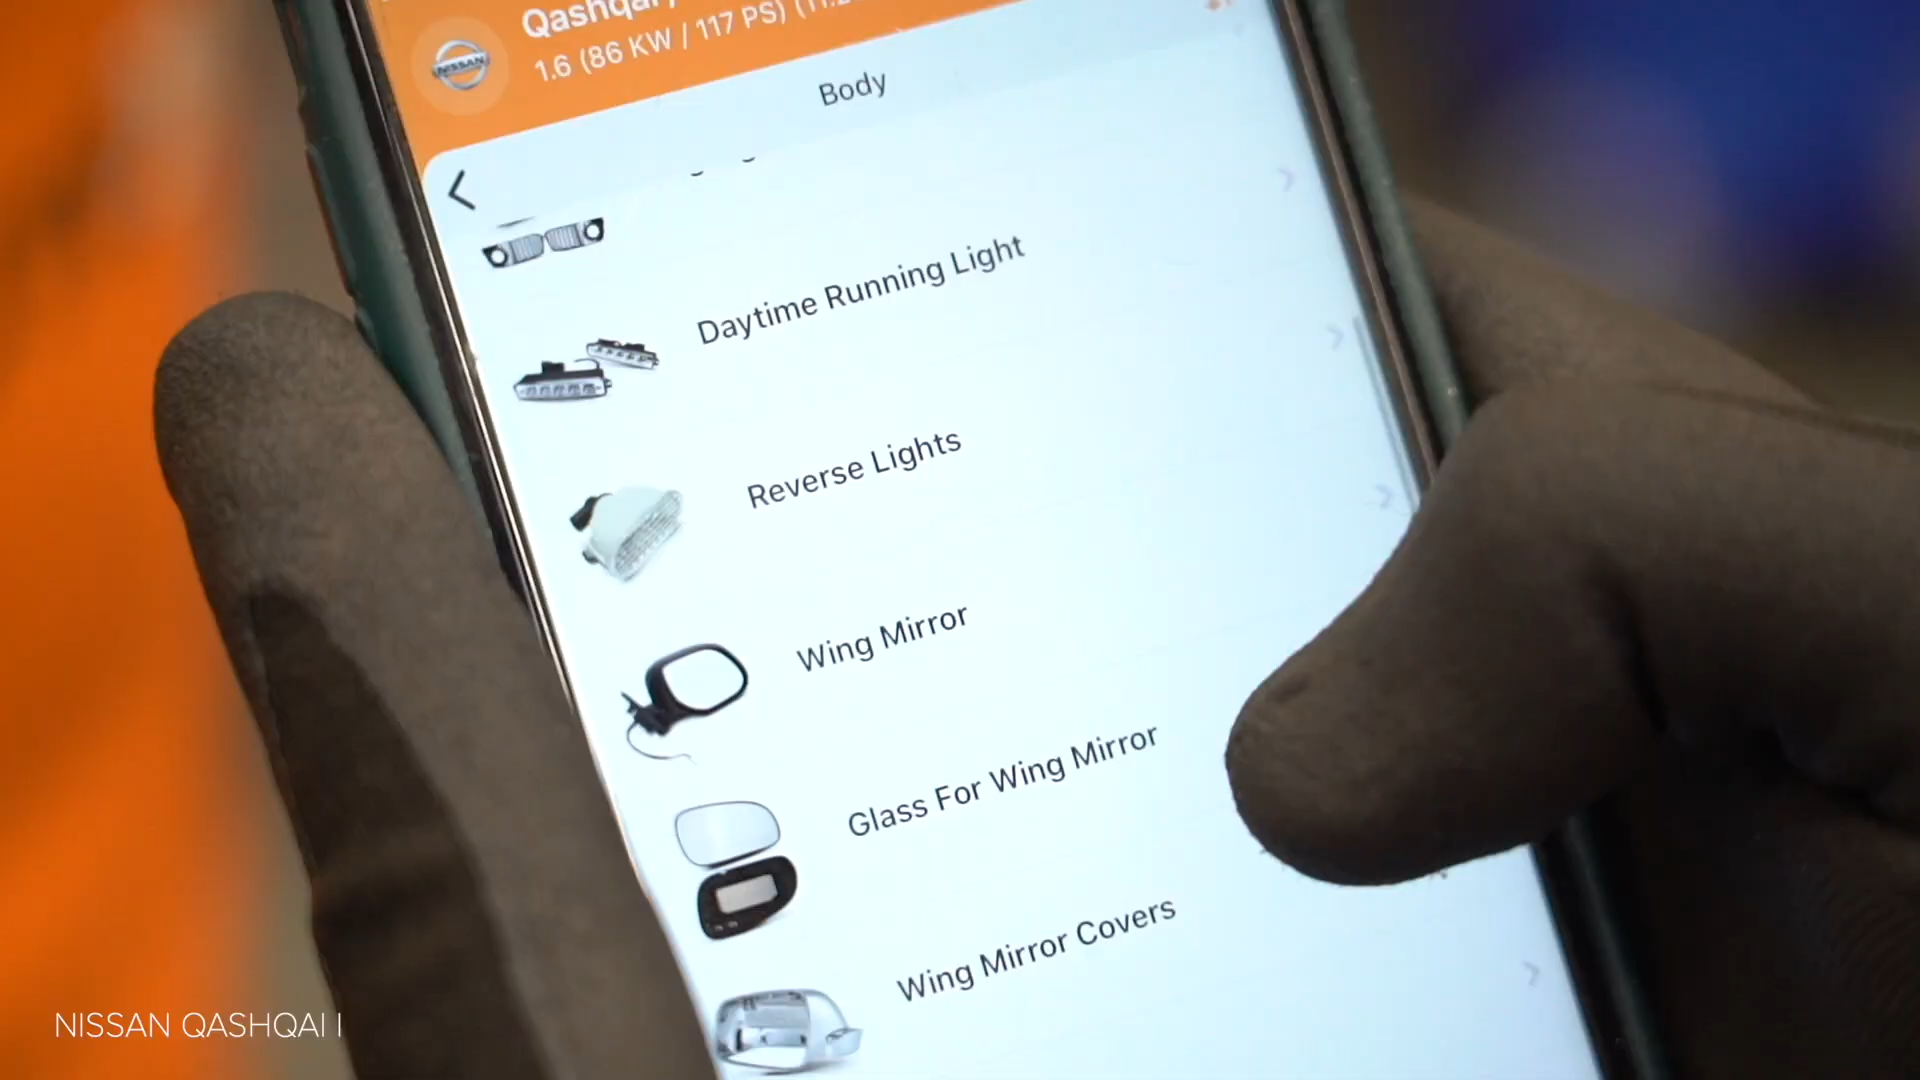 NISSAN
1.6 (86 KW / 117 PS)
Body
Daytime Running Light
Reverse Lights
Wing Mirror
Glass For Wing Mirror
Wing Mirror Covers
NISSAN QASHQAI I